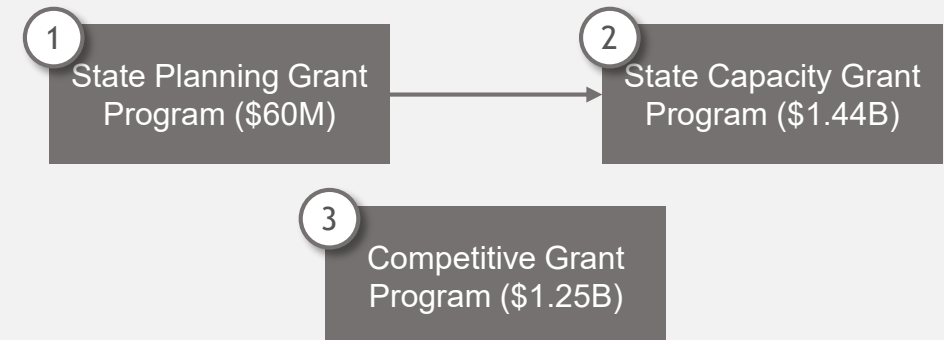 1
State Planning Grant
Program ($60M)
2
State Capacity Grant
Program ($1.44B)
3
Competitive Grant
Program ($1.25B)